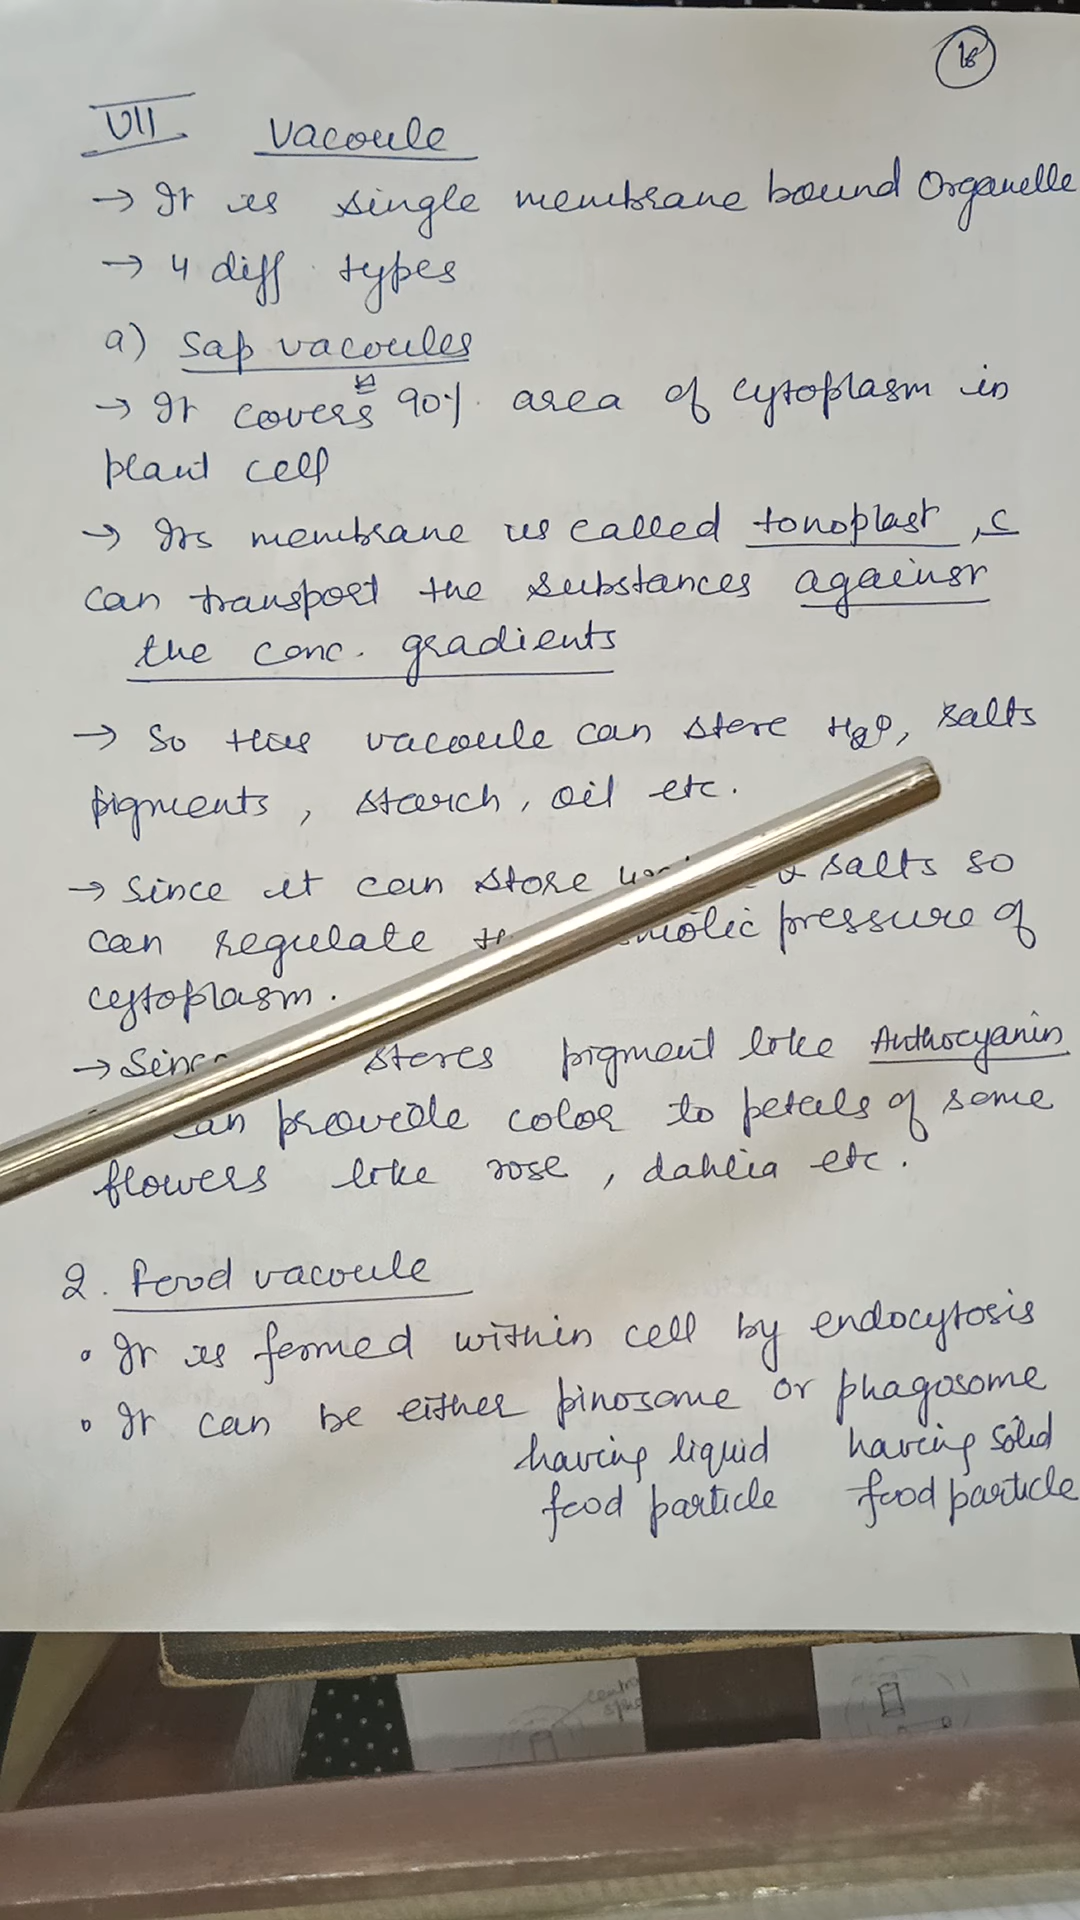 18
VII Vacoule
→ It is single membrane bound Organelle
→ 4 diff types
a) Sap vacoules
→ It covers 90% area of cytoplasm in
plant cell
→ Its membrane is called tonoplast, c
can transport the substances against
the conc. gradients
→ So this vacoule can store H2O, salts
pigments, starch, oil etc.
→ Since it can store & salts so
can regulate pressure of
cytoplasm.
→ stores pigment like Anthocyanin
can provide color to petals of some
flowers like rose, dahlia etc.
2. Food vacoule
• It is formed within cell by endocytosis
• It can be either pinosome or phagosome
having liquid having solid
food particle food particle